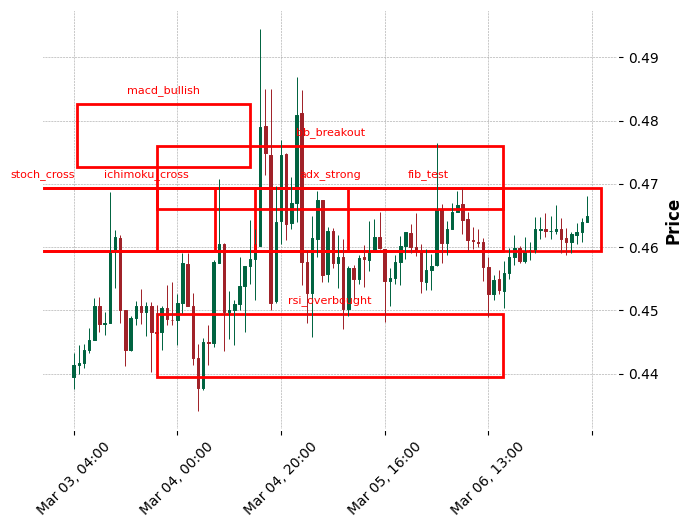 0.49
macd_bullish
0.48
bb_breakout
stoch_cross
ichimoku_cross
adx_strong
fib_test
0.47
0.46
rsi_overbought
0.45
0.44
Price
Mar 03, 04:00
Mar 04, 00:00
Mar 04, 20:00
Mar 05, 16:00
Mar 06, 13:00